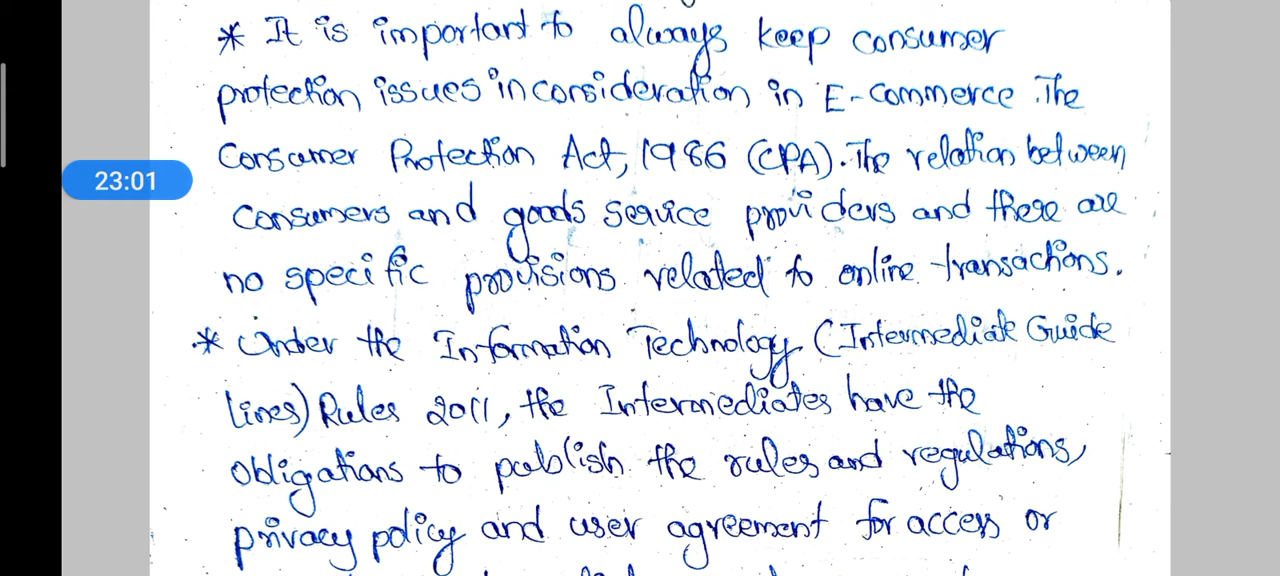 * It is important to always keep consumer
protection issues in consideration in E-commerce. The
Consumer Protection Act, 1986 (CPA). The relation between
23:01
Consumers and goods service providers and there are
no specific provisions related to online transactions.
* Under the Information Technology (Intermediate Guide
lines) Rules 2011, the Intermediates have the
obligations to publish the rules and regulations,
privacy policy and user agreement for access or